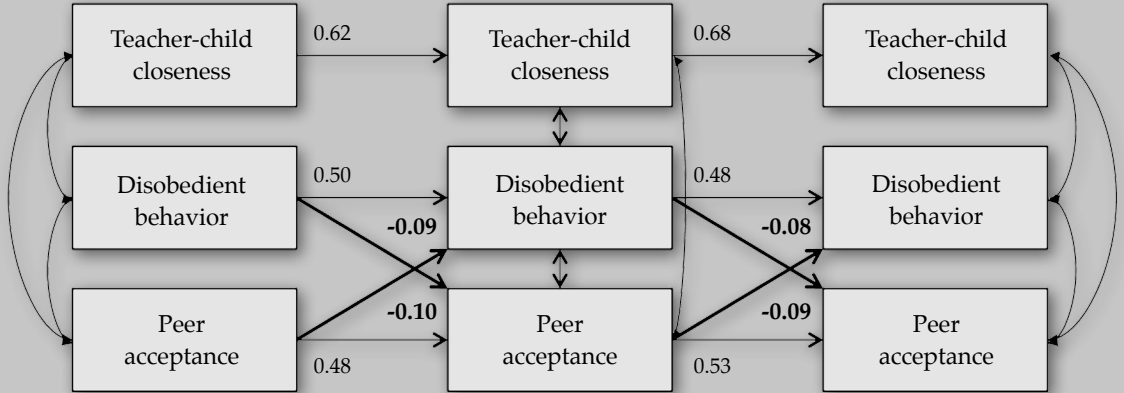 Teacher-child
closeness
0.62
Teacher-child
closeness
0.68
Teacher-child
closeness
Disobedient
behavior
0.50
-0.09
Disobedient
behavior
0.48
-0.08
Disobedient
behavior
Peer
acceptance
-0.10
0.48
Peer
acceptance
-0.09
0.53
Peer
acceptance